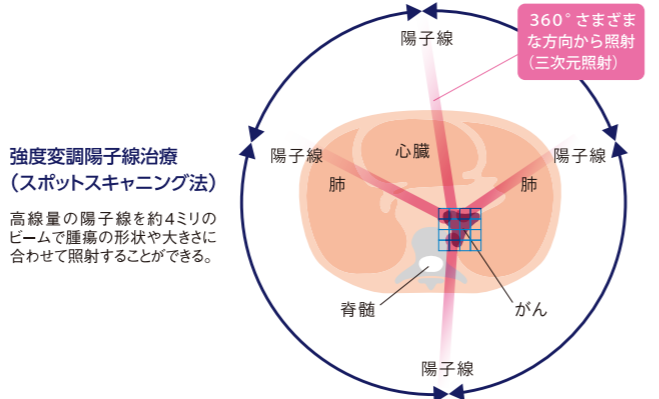 360°さまざま
な方向から照射
（三次元照射）
陽子線
強度変調陽子線治療
（スポットスキャニング法）
高線量の陽子線を約4ミリの
ビームで腫瘍の形状や大きさに
合わせて照射することができる。
陽子線
心臓
陽子線
肺
肺
脊髄
がん
陽子線